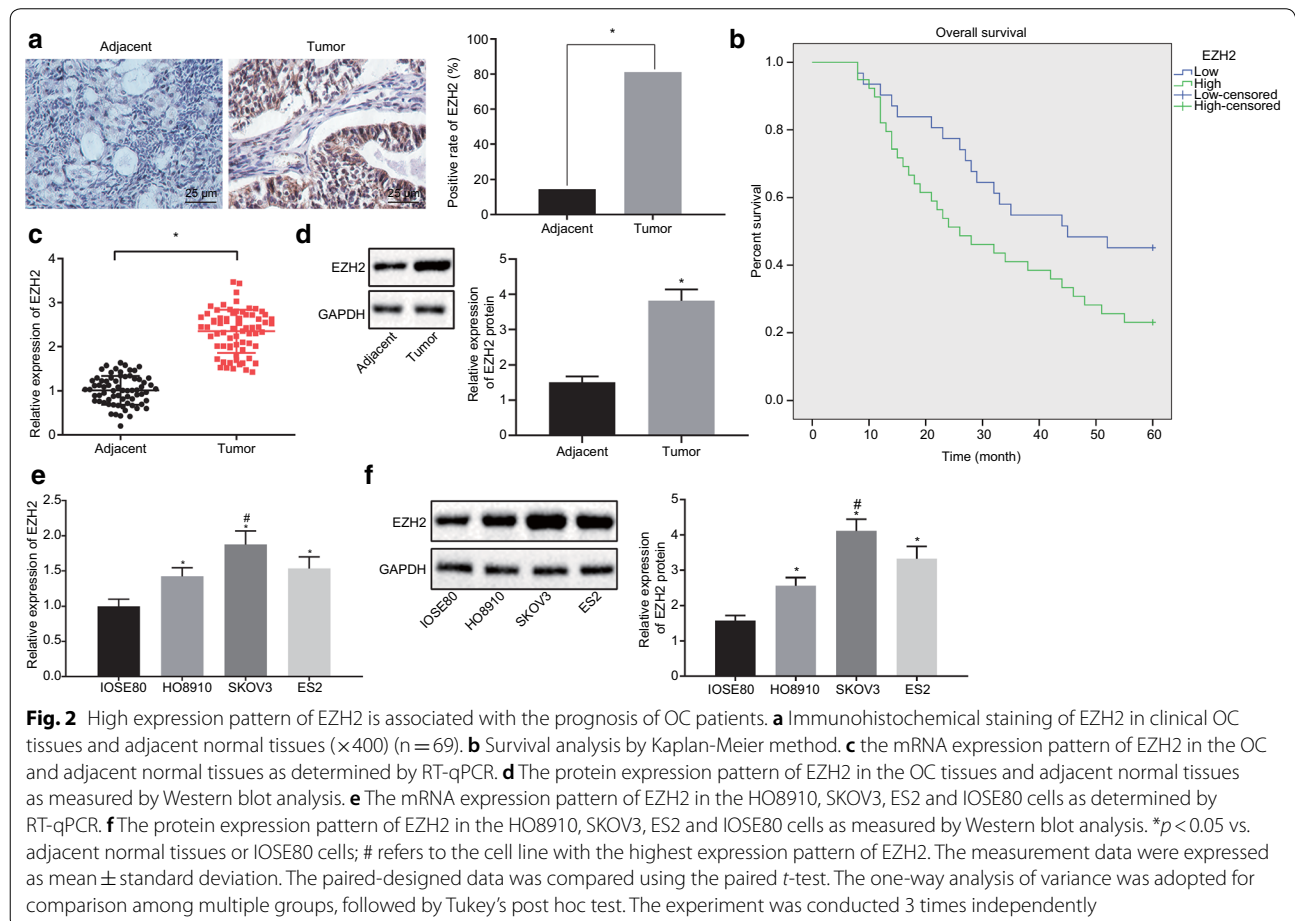 a
Adjacent
Tumor
25 µm
25 µm
Positive rate of EZH2 (%)
100
80
60
40
20
0
*
Adjacent
Tumor
b
Overall survival
Percent survival
1.0
0.8
0.6
0.4
0.2
0.0
0
10
20
30
40
50
60
Time (month)
EZH2
Low
High
Low-censored
High-censored
c
*
Relative expression of EZH2
4
3
2
1
0
Adjacent
Tumor
d
EZH2
GAPDH
Adjacent
Tumor
Relative expression
of EZH2 protein
5
4
3
2
1
0
*
Adjacent
Tumor
e
Relative expression of EZH2
2.5
2.0
1.5
1.0
0.5
0.0
*
#
*
*
IOSE80
HO8910
SKOV3
ES2
f
EZH2
GAPDH
IOSE80
HO8910
SKOV3
ES2
Relative expression
of EZH2 protein
5
4
3
2
1
0
*
#
*
*
IOSE80
HO8910
SKOV3
ES2
Fig. 2 High expression pattern of EZH2 is associated with the prognosis of OC patients. a Immunohistochemical staining of EZH2 in clinical OC
tissues and adjacent normal tissues (×400) (n = 69). b Survival analysis by Kaplan-Meier method. c the mRNA expression pattern of EZH2 in the OC
and adjacent normal tissues as determined by RT-qPCR. d The protein expression pattern of EZH2 in the OC tissues and adjacent normal tissues
as measured by Western blot analysis. e The mRNA expression pattern of EZH2 in the HO8910, SKOV3, ES2 and IOSE80 cells as determined by
RT-qPCR. f The protein expression pattern of EZH2 in the HO8910, SKOV3, ES2 and IOSE80 cells as measured by Western blot analysis. *p < 0.05 vs.
adjacent normal tissues or IOSE80 cells; # refers to the cell line with the highest expression pattern of EZH2. The measurement data were expressed
as mean ± standard deviation. The paired-designed data was compared using the paired t-test. The one-way analysis of variance was adopted for
comparison among multiple groups, followed by Tukey's post hoc test. The experiment was conducted 3 times independently